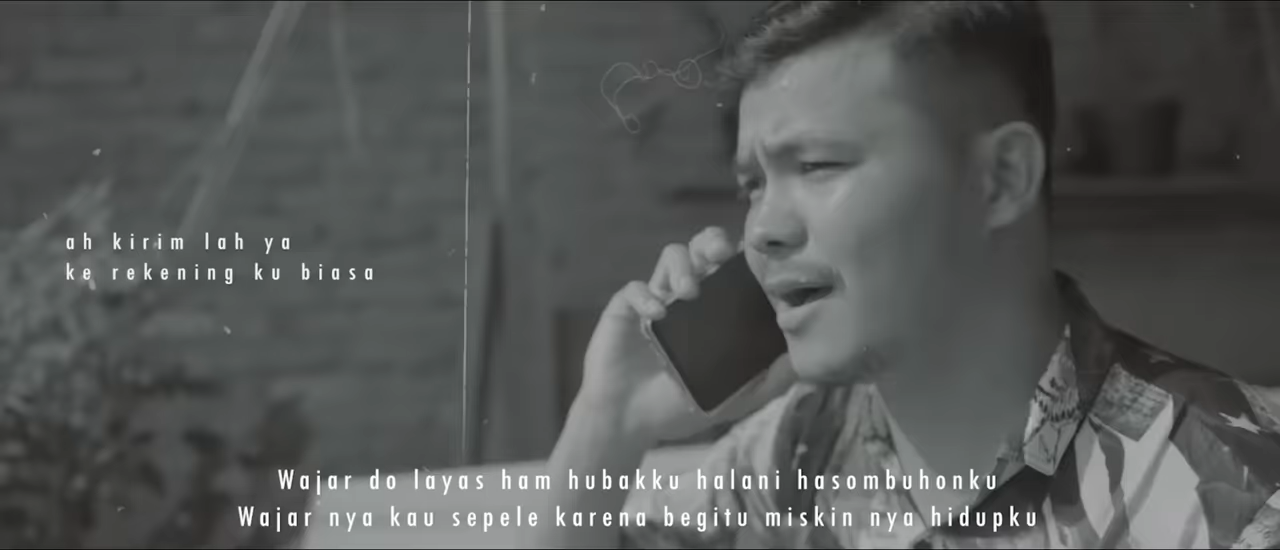 ah kirim lah ya
ke rekening ku biasa
Wajar do layas ham hubakku halani hasombuhonku
Wajar nya kau sepele karena begitu miskin nya hidupku